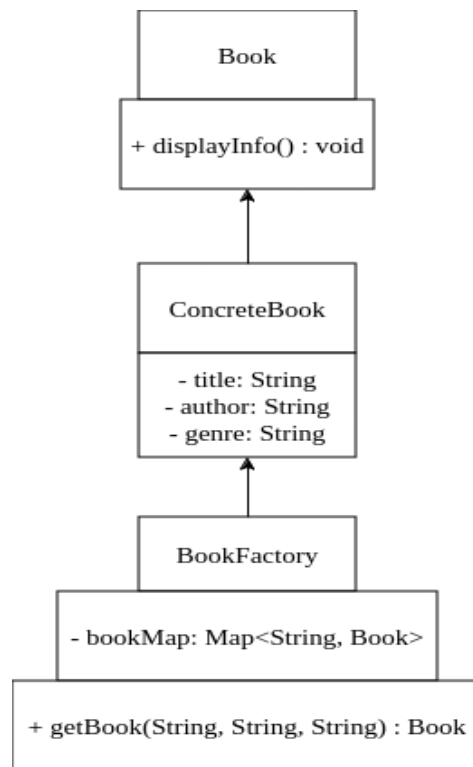 Book
+ displayInfo() : void
ConcreteBook
- title: String
- author: String
- genre: String
BookFactory
- bookMap: Map<String, Book>
+ getBook(String, String, String) : Book